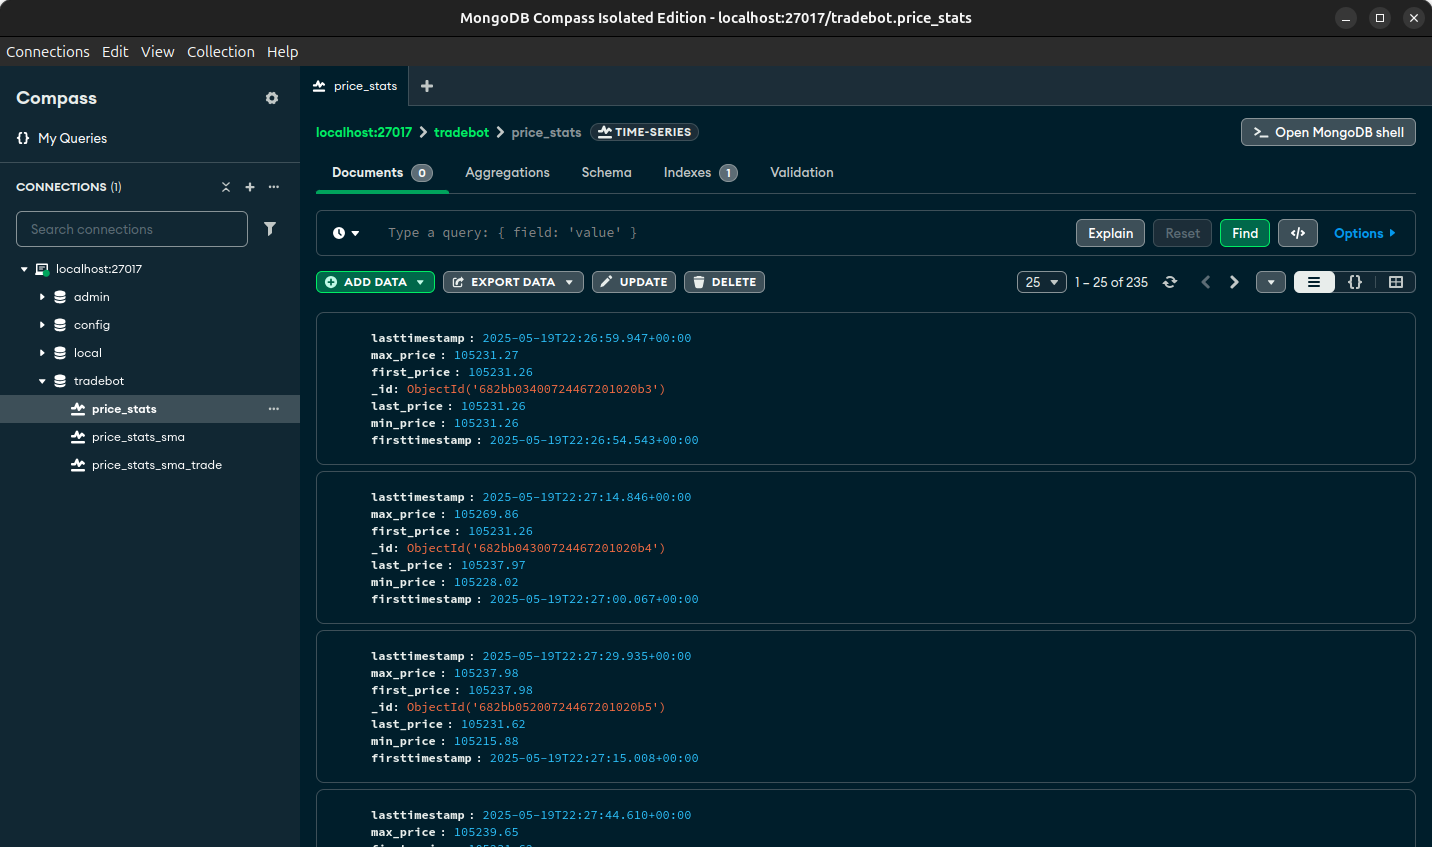 MongoDB Compass Isolated Edition - localhost:27017/tradebot.price_stats
Connections Edit View Collection Help
Compass
{} My Queries
CONNECTIONS (1)
Search connections
localhost:27017
admin
config
local
tradebot
price_stats
price_stats_sma
price_stats_sma_trade
price_stats
localhost:27017 > tradebot > price_stats TIME-SERIES
>_ Open MongoDB shell
Documents 0 Aggregations Schema Indexes 1 Validation
Type a query: { field: 'value' }
Explain Reset Find </> Options
ADD DATA EXPORT DATA UPDATE DELETE
25 1 – 25 of 235 {}
lasttimestamp : 2025-05-19T22:26:59.947+00:00
max_price : 105231.27
first_price : 105231.26
_id: ObjectId('682bb03400724467201020b3')
last_price : 105231.26
min_price : 105231.26
firsttimestamp : 2025-05-19T22:26:54.543+00:00
lasttimestamp : 2025-05-19T22:27:14.846+00:00
max_price : 105269.86
first_price : 105231.26
_id: ObjectId('682bb04300724467201020b4')
last_price : 105237.97
min_price : 105228.02
firsttimestamp : 2025-05-19T22:27:00.067+00:00
lasttimestamp : 2025-05-19T22:27:29.935+00:00
max_price : 105237.98
first_price : 105237.98
_id: ObjectId('682bb05200724467201020b5')
last_price : 105231.62
min_price : 105215.88
firsttimestamp : 2025-05-19T22:27:15.008+00:00
lasttimestamp : 2025-05-19T22:27:44.610+00:00
max_price : 105239.65